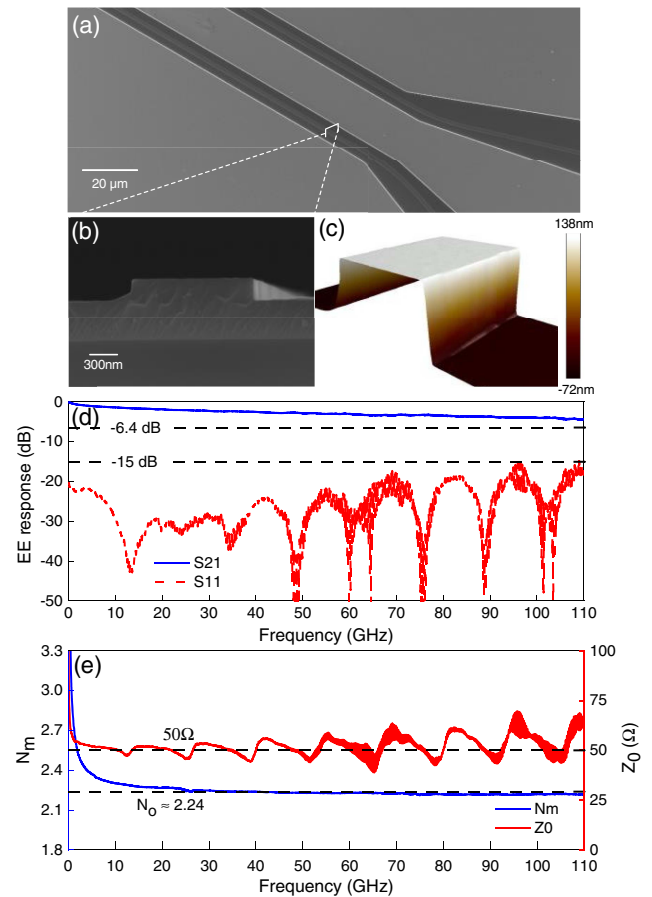 (a)
20 μm
(b)
300nm
(c)
138nm
-72nm
(d)
EE response (dB)
0
-10
-20
-30
-40
-50
-6.4 dB
-15 dB
S21
S11
0 10 20 30 40 50 60 70 80 90 100 110
Frequency (GHz)
(e)
Nm
3.3
3.0
2.7
2.4
2.1
1.8
50Ω
No ≈ 2.24
Nm
Z0
100
75
50
25
0
Z0 (Ω)
0 10 20 30 40 50 60 70 80 90 100 110
Frequency (GHz)